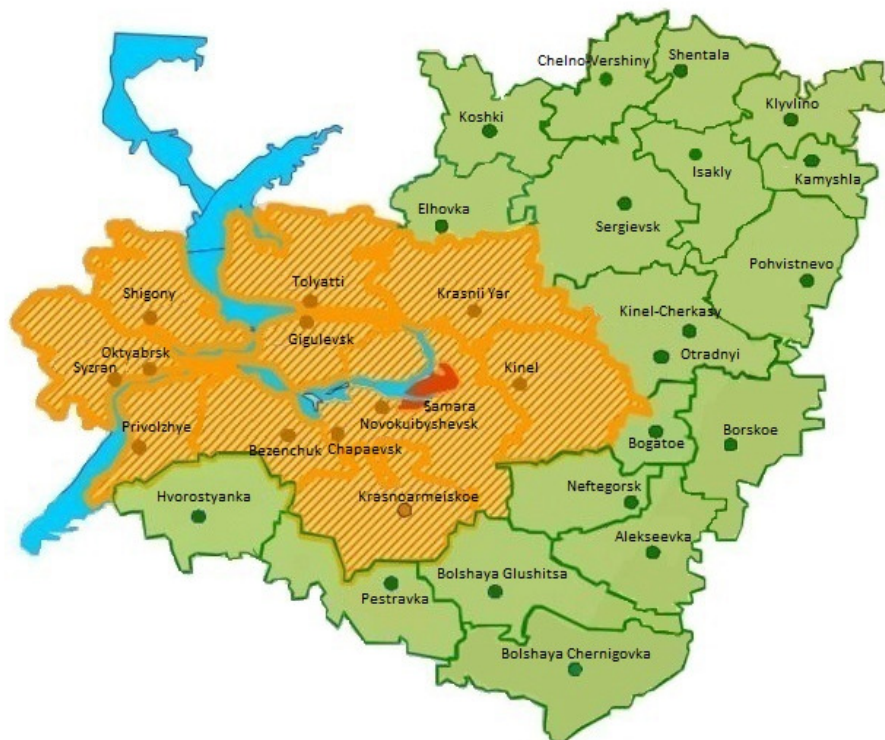 Chelno-Vershiny
Shentala
Klyvlino
Koshki
Isakly
Kamyshla
Elhovka
Sergievsk
Pohvistnevo
Shigony
Tolyatti
Krasnii Yar
Kinel-Cherkasy
Gigulevsk
Oktyabrsk
Otradnyi
Syzran
Kinel
Samara
Novokuibyshevsk
Privolzhye
Bezenchuk
Chapaevsk
Bogatoe
Borskoe
Hvorostyanka
Krasnoarmeiskoe
Neftegorsk
Alekseevka
Pestravka
Bolshaya Glushitsa
Bolshaya Chernigovka